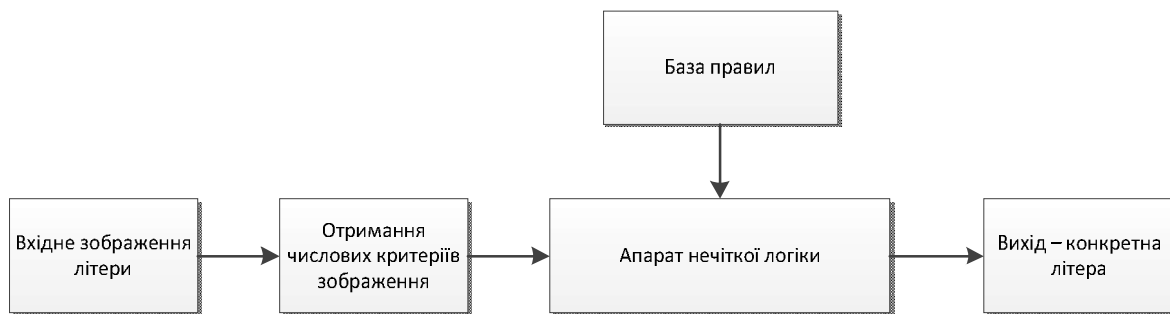 База правил
Вхідне зображення
літери
Отримання
числових критеріїв
зображення
Апарат нечіткої логіки
Вихід – конкретна
літера